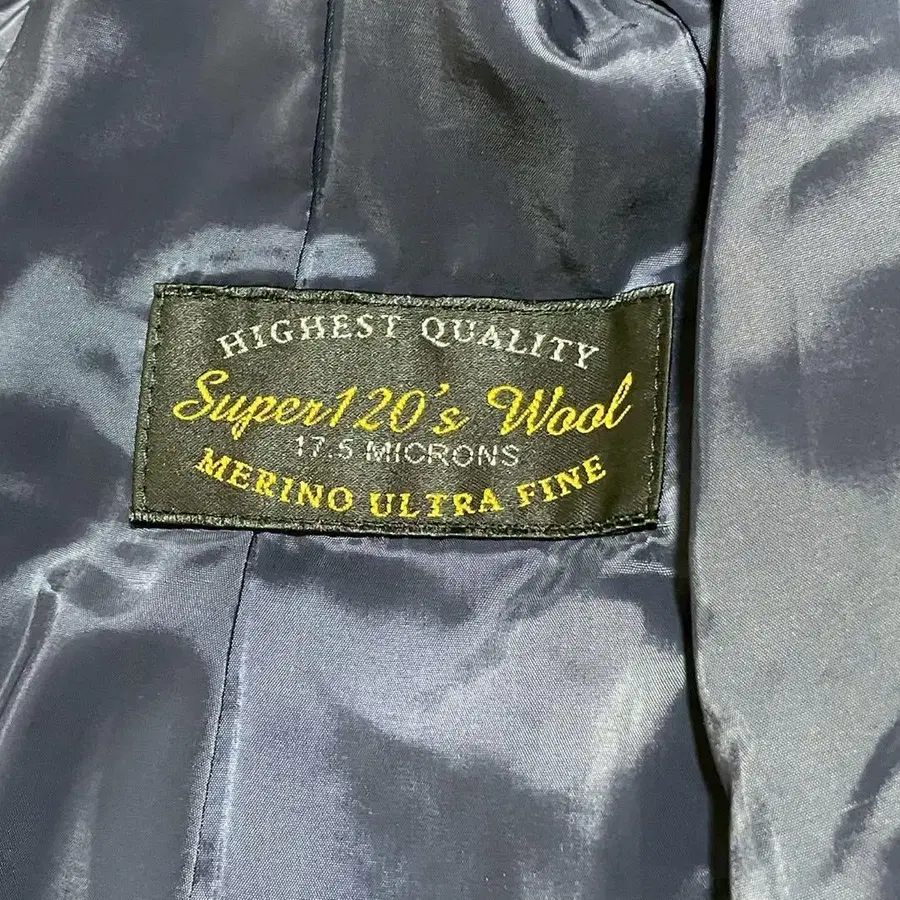 HIGHEST QUALITY
Super120's Wool
17.5 MICRONS
MERINO ULTRA FINE